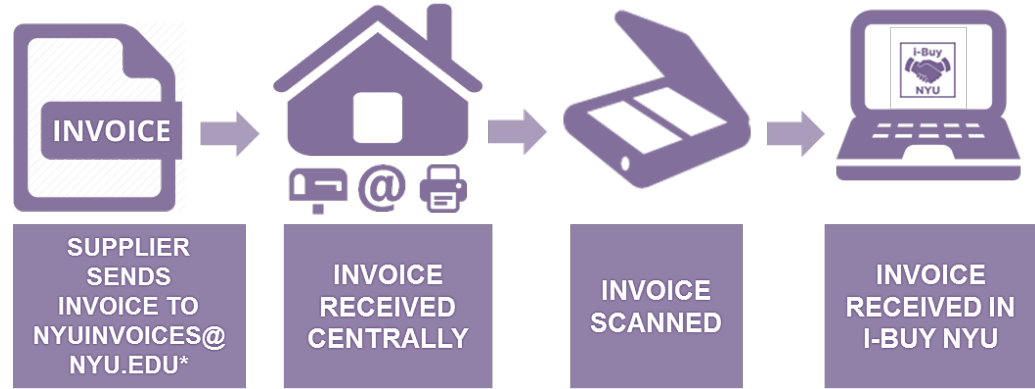 INVOICE
@
i-Buy
NYU
SUPPLIER
SENDS
INVOICE TO
NYUINVOICES@
NYU.EDU*
INVOICE
RECEIVED
CENTRALLY
INVOICE
SCANNED
INVOICE
RECEIVED IN
I-BUY NYU